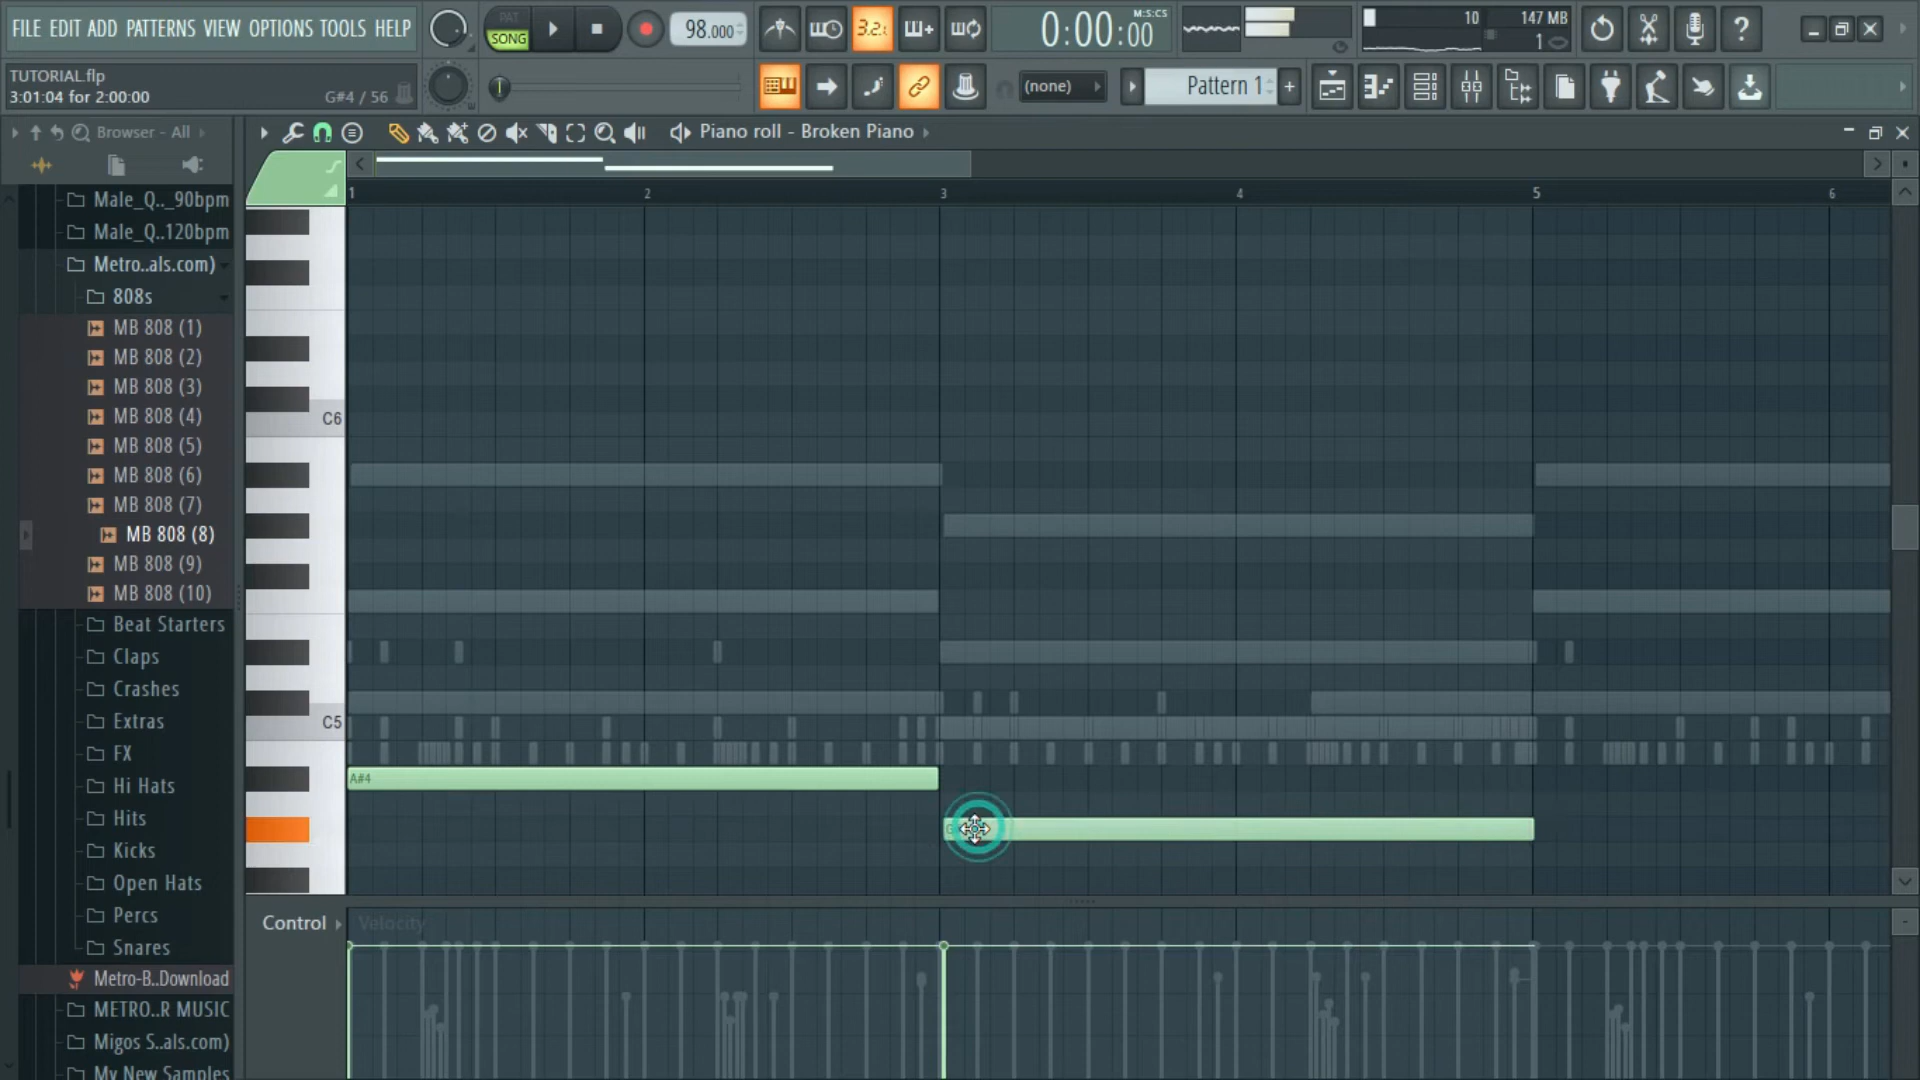 FILE EDIT ADD PATTERNS VIEW OPTIONS TOOLS HELP
PAT
SONG
98.000
3.2.
0:00:00
M:S:CS
10
147 MB
1
TUTORIAL.flp
3:01:04 for 2:00:00
G#4 / 56
(none)
Pattern 1
Browser - All
Piano roll - Broken Piano
1 2 3 4 5 6
Male_Q.._90bpm
Male_Q..120bpm
Metro..als.com)
808s
MB 808 (1)
MB 808 (2)
MB 808 (3)
MB 808 (4)
MB 808 (5)
MB 808 (6)
MB 808 (7)
MB 808 (8)
MB 808 (9)
MB 808 (10)
Beat Starters
Claps
Crashes
Extras
FX
Hi Hats
Hits
Kicks
Open Hats
Percs
Snares
Metro-B..Download
METRO..R MUSIC
Migos S..als.com)
My New Samples
C6
C5
A#4
Control
Velocity